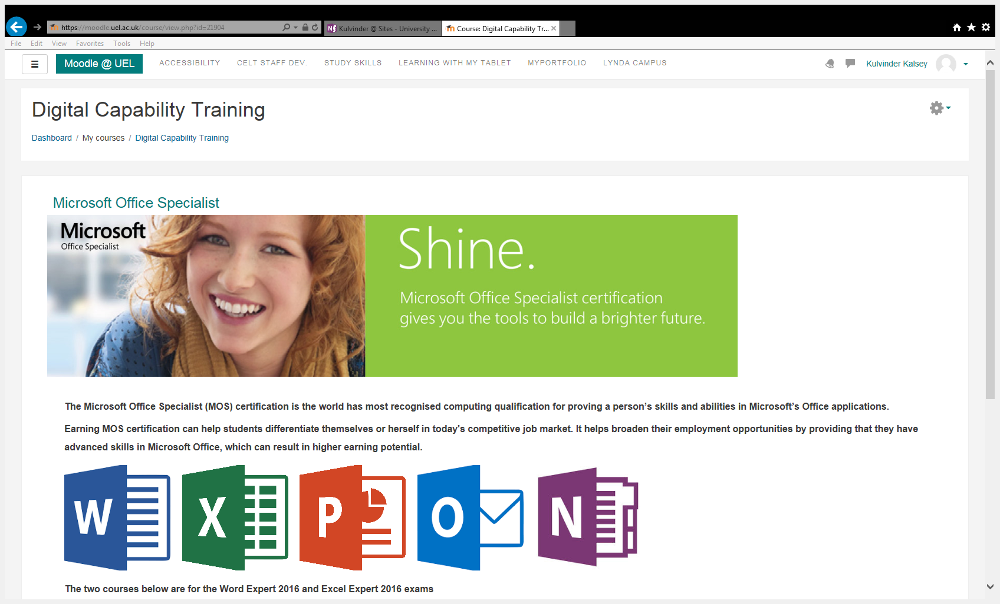 https://moodle.uel.ac.uk/course/view.php?id=21904
Kulvinder @ Sites - University ...
Course: Digital Capability Tr...
File Edit View Favorites Tools Help
Moodle @ UEL
ACCESSIBILITY CELT STAFF DEV. STUDY SKILLS LEARNING WITH MY TABLET MYPORTFOLIO LYNDA CAMPUS
Kulvinder Kalsey
Digital Capability Training
Dashboard / My courses / Digital Capability Training
Microsoft Office Specialist
Microsoft
Office Specialist
Shine.
Microsoft Office Specialist certification
gives you the tools to build a brighter future.
The Microsoft Office Specialist (MOS) certification is the world has most recognised computing qualification for proving a person’s skills and abilities in Microsoft’s Office applications.
Earning MOS certification can help students differentiate themselves or herself in today's competitive job market. It helps broaden their employment opportunities by providing that they have
advanced skills in Microsoft Office, which can result in higher earning potential.
W X P O N
The two courses below are for the Word Expert 2016 and Excel Expert 2016 exams